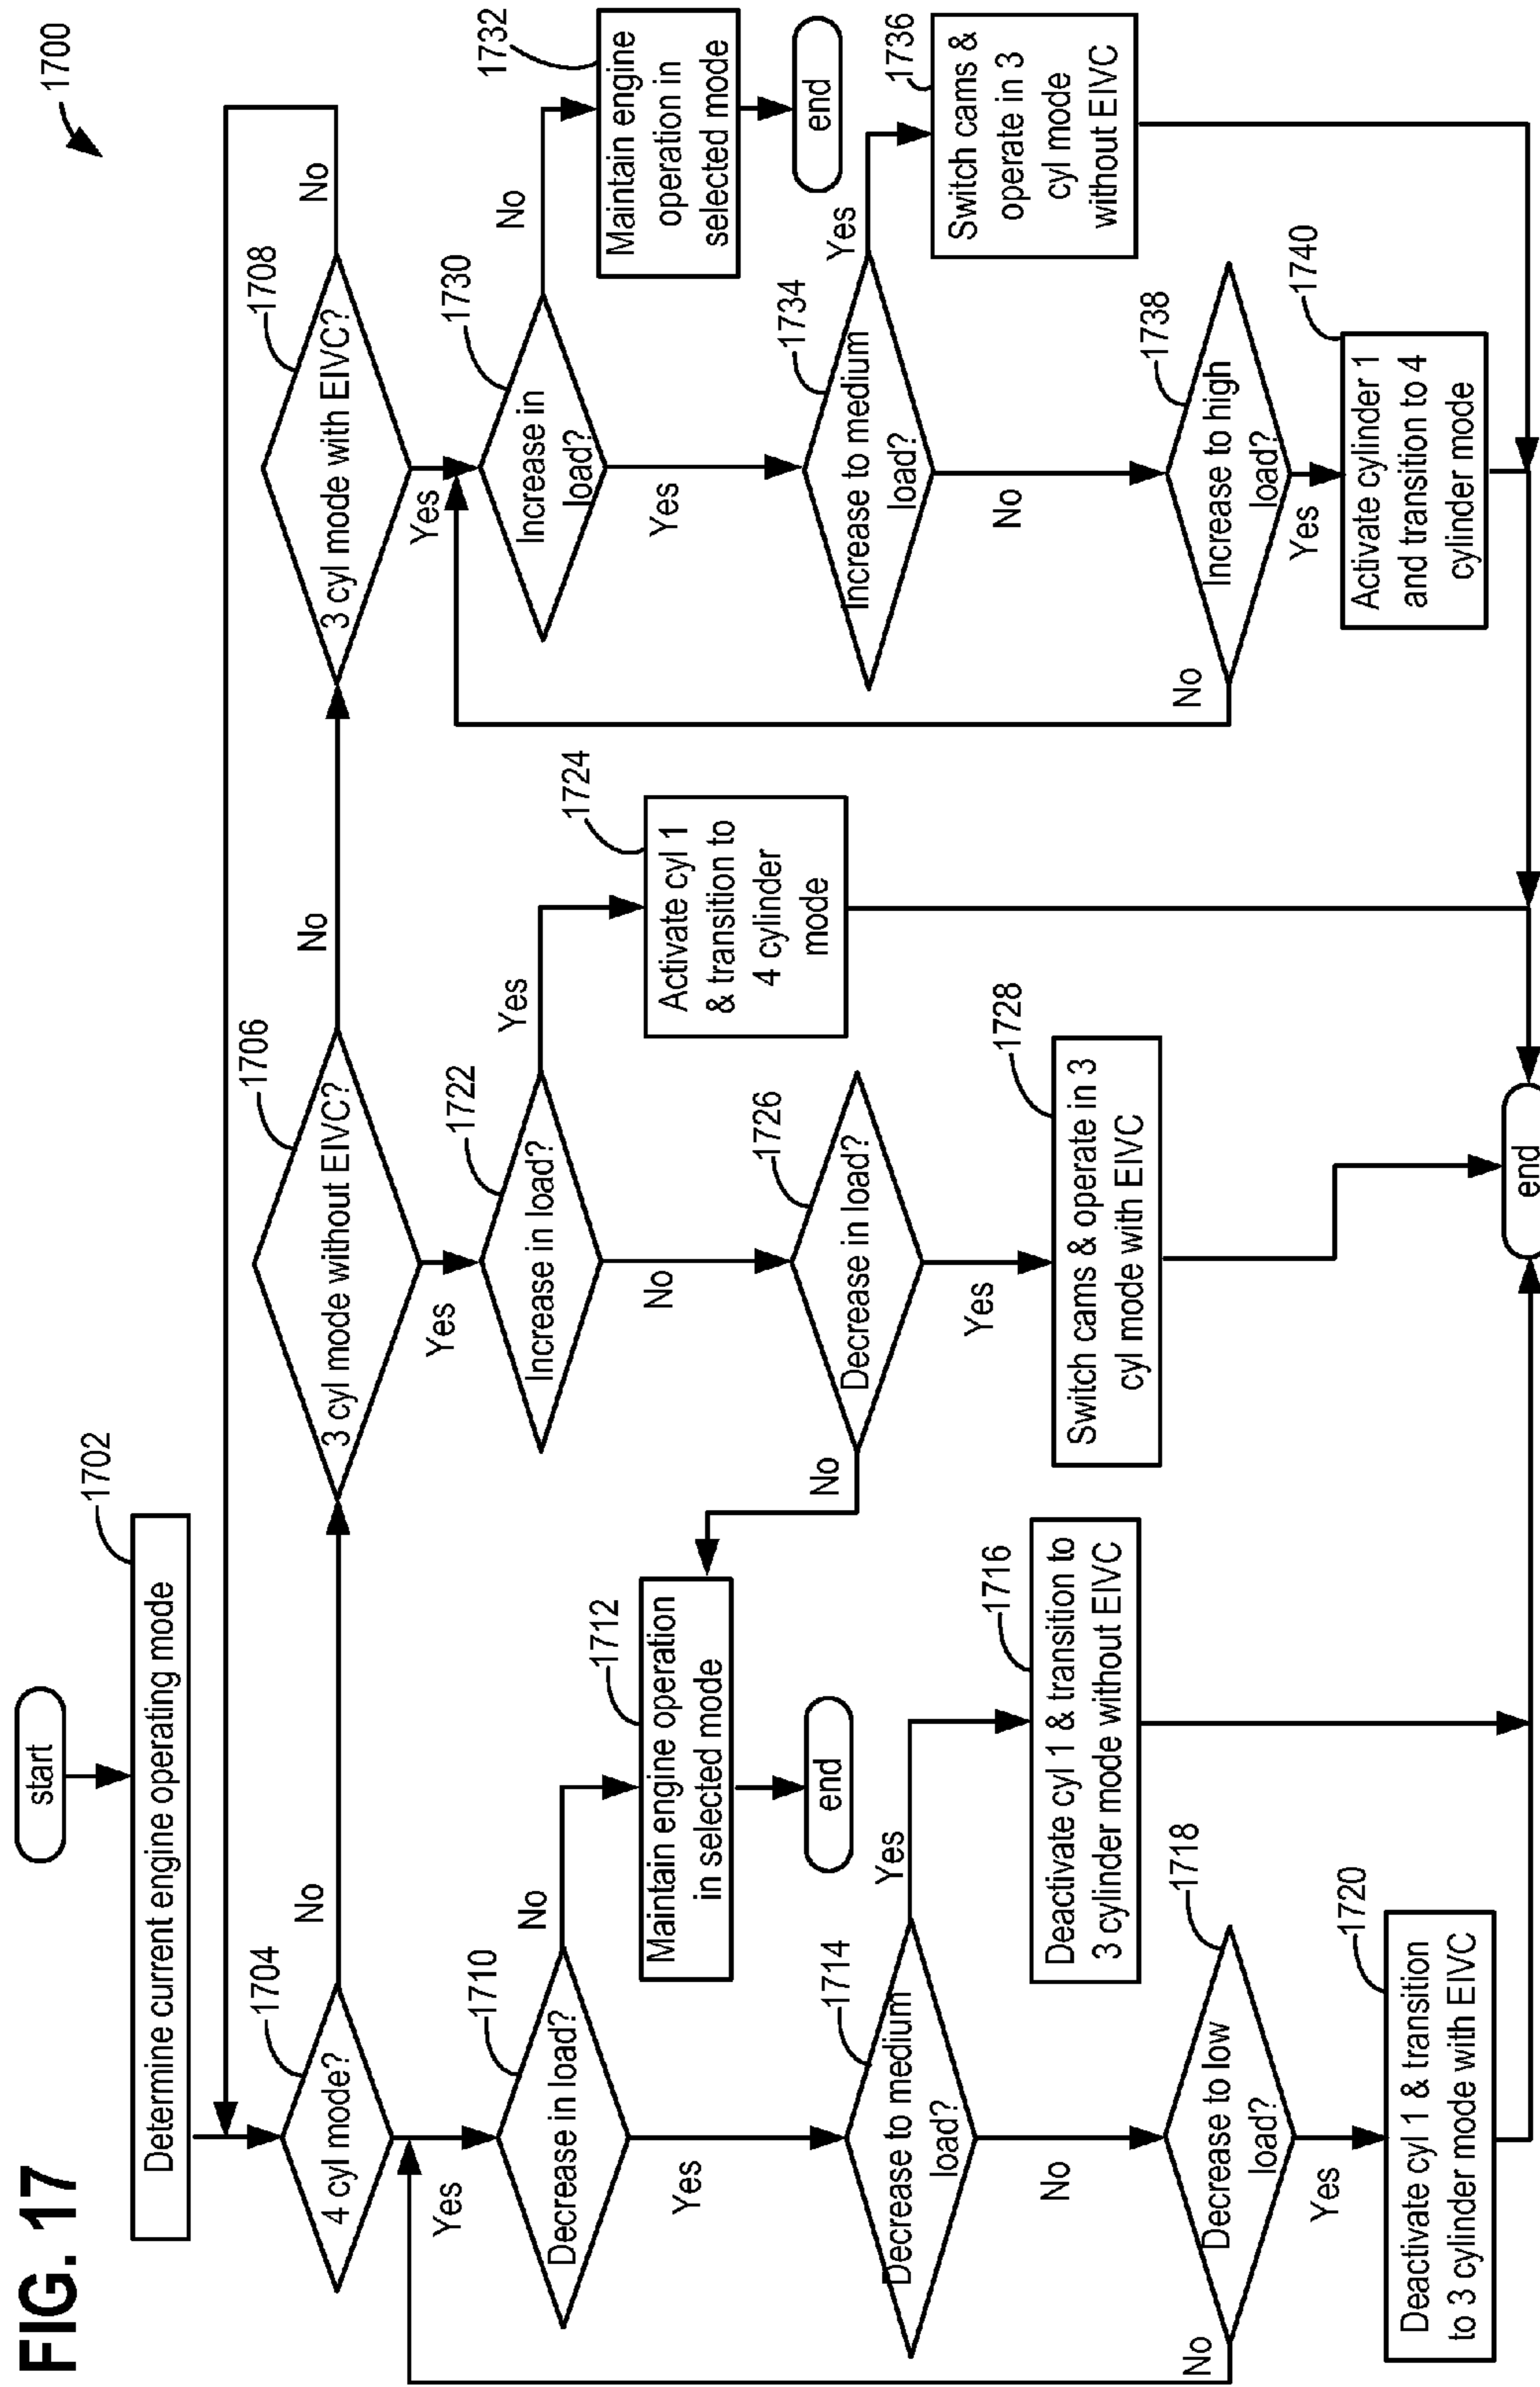 FIG. 17
1700
start
1702
Determine current engine operating mode
1704
4 cyl mode?
No
Yes
1706
3 cyl mode without EIVC?
No
Yes
1708
3 cyl mode with EIVC?
No
Yes
1710
Decrease in load?
No
Yes
1712
Maintain engine operation
in selected mode
end
1714
Decrease to medium
load?
Yes
No
1716
Deactivate cyl 1 & transition to
3 cylinder mode without EIVC
1718
Decrease to low
load?
No
Yes
1720
Deactivate cyl 1 & transition
to 3 cylinder mode with EIVC
1722
Increase in load?
Yes
No
1724
Activate cyl 1
& transition to
4 cylinder
mode
1726
Decrease in load?
No
Yes
1728
Switch cams & operate in 3
cyl mode with EIVC
1730
Increase in
load?
No
Yes
1732
Maintain engine
operation in
selected mode
end
1734
Increase to medium
load?
Yes
No
1736
Switch cams &
operate in 3
cyl mode
without EIVC
1738
Increase to high
load?
No
Yes
1740
Activate cylinder 1
and transition to 4
cylinder mode
end